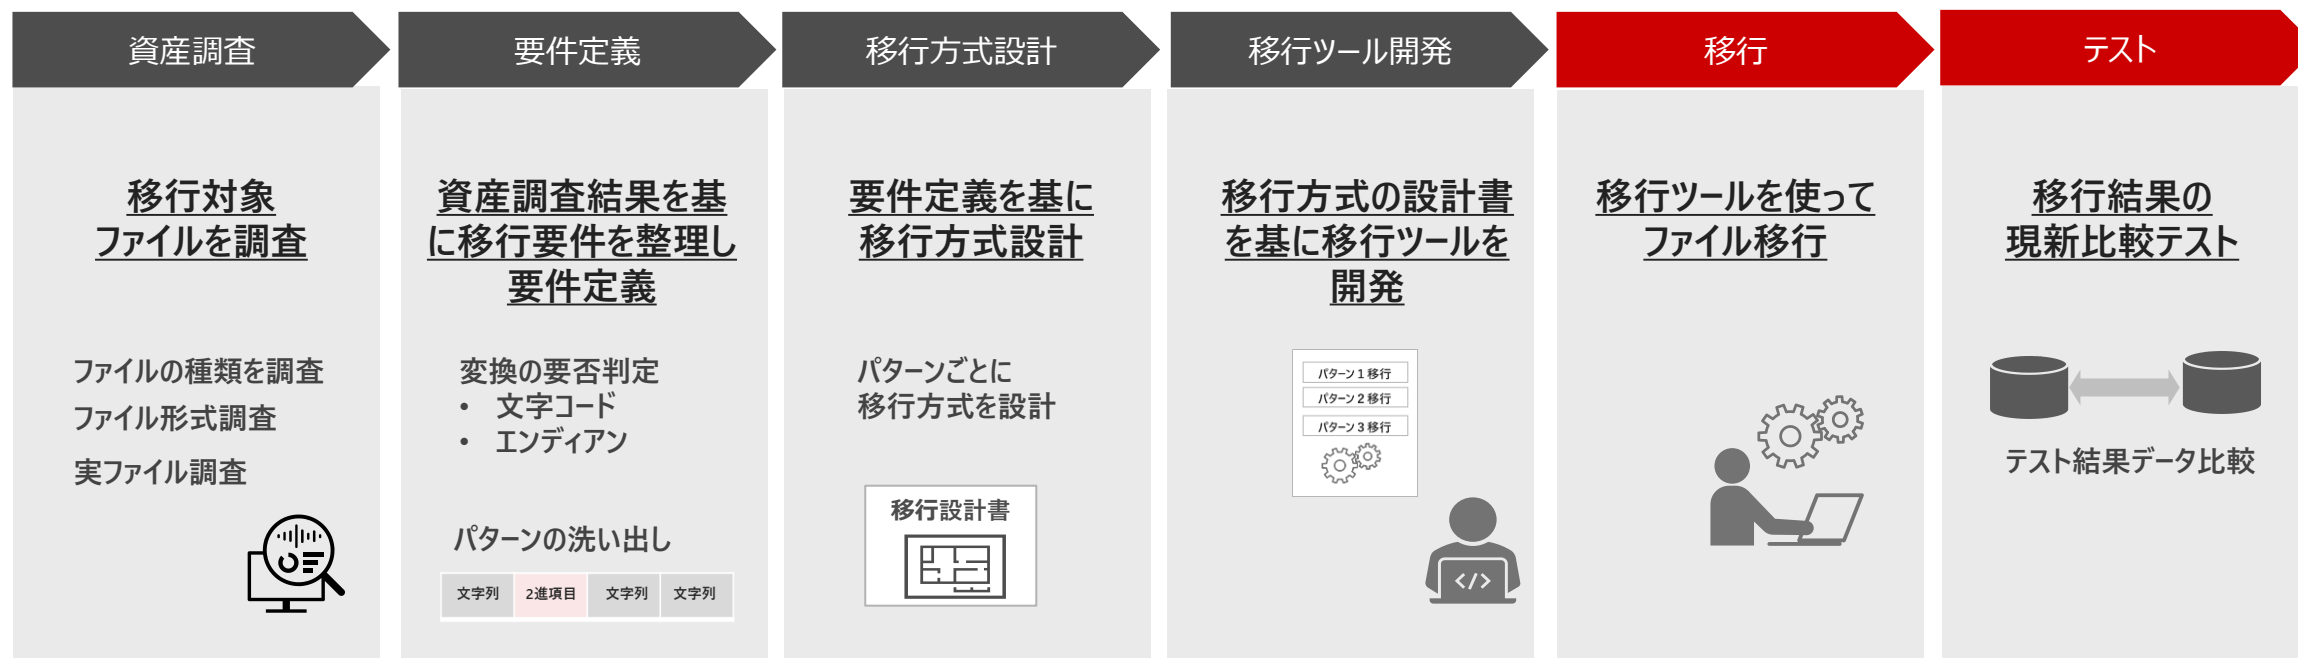 資産調査
要件定義
移行方式設計
移行ツール開発
移行
テスト
移行対象
ファイルを調査
ファイルの種類を調査
ファイル形式調査
実ファイル調査
資産調査結果を基
に移行要件を整理し
要件定義
変換の要否判定
• 文字コード
• エンディアン
パターンの洗い出し
文字列 2進項目 文字列 文字列
要件定義を基に
移行方式設計
パターンごとに
移行方式を設計
移行設計書
移行方式の設計書
を基に移行ツールを
開発
パターン1移行
パターン2移行
パターン3移行
</>
移行ツールを使って
ファイル移行
移行結果の
現新比較テスト
テスト結果データ比較